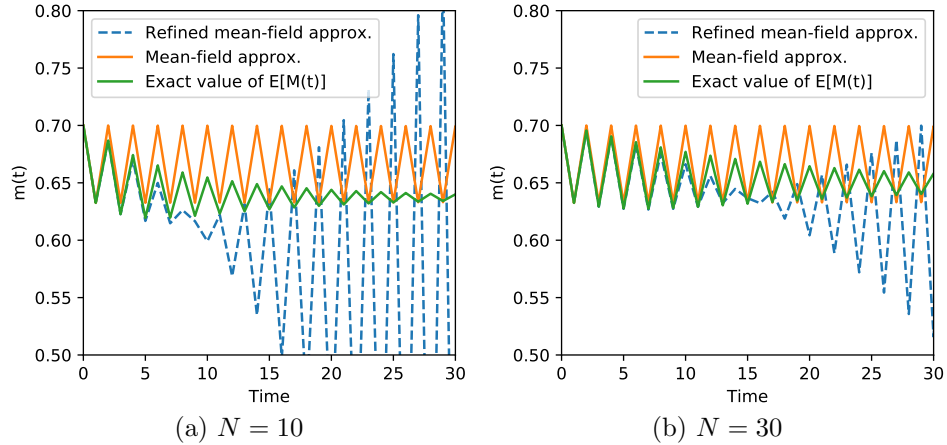 Refined mean-field approx.
Mean-field approx.
Exact value of E[M(t)]
m(t)
0.80
0.75
0.70
0.65
0.60
0.55
0.50
0 5 10 15 20 25 30
Time
(a) N = 10
Refined mean-field approx.
Mean-field approx.
Exact value of E[M(t)]
m(t)
0.80
0.75
0.70
0.65
0.60
0.55
0.50
0 5 10 15 20 25 30
Time
(b) N = 30